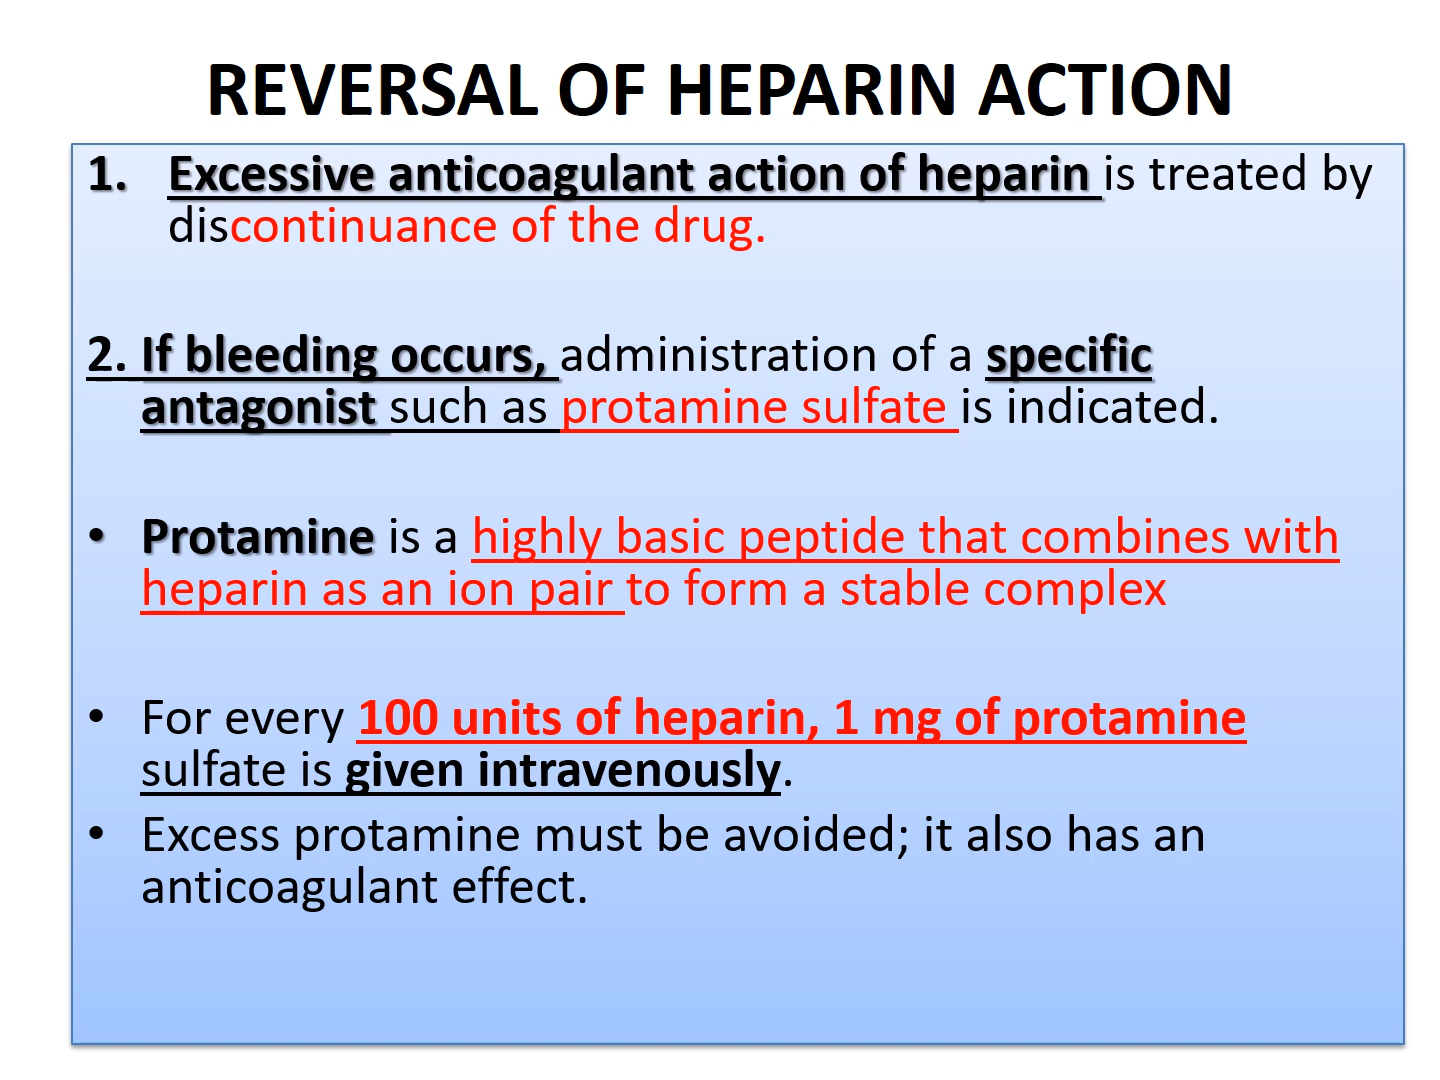 REVERSAL OF HEPARIN ACTION
1. Excessive anticoagulant action of heparin is treated by
discontinuance of the drug.
2. If bleeding occurs, administration of a specific
antagonist such as protamine sulfate is indicated.
• Protamine is a highly basic peptide that combines with
heparin as an ion pair to form a stable complex
• For every 100 units of heparin, 1 mg of protamine
sulfate is given intravenously.
• Excess protamine must be avoided; it also has an
anticoagulant effect.